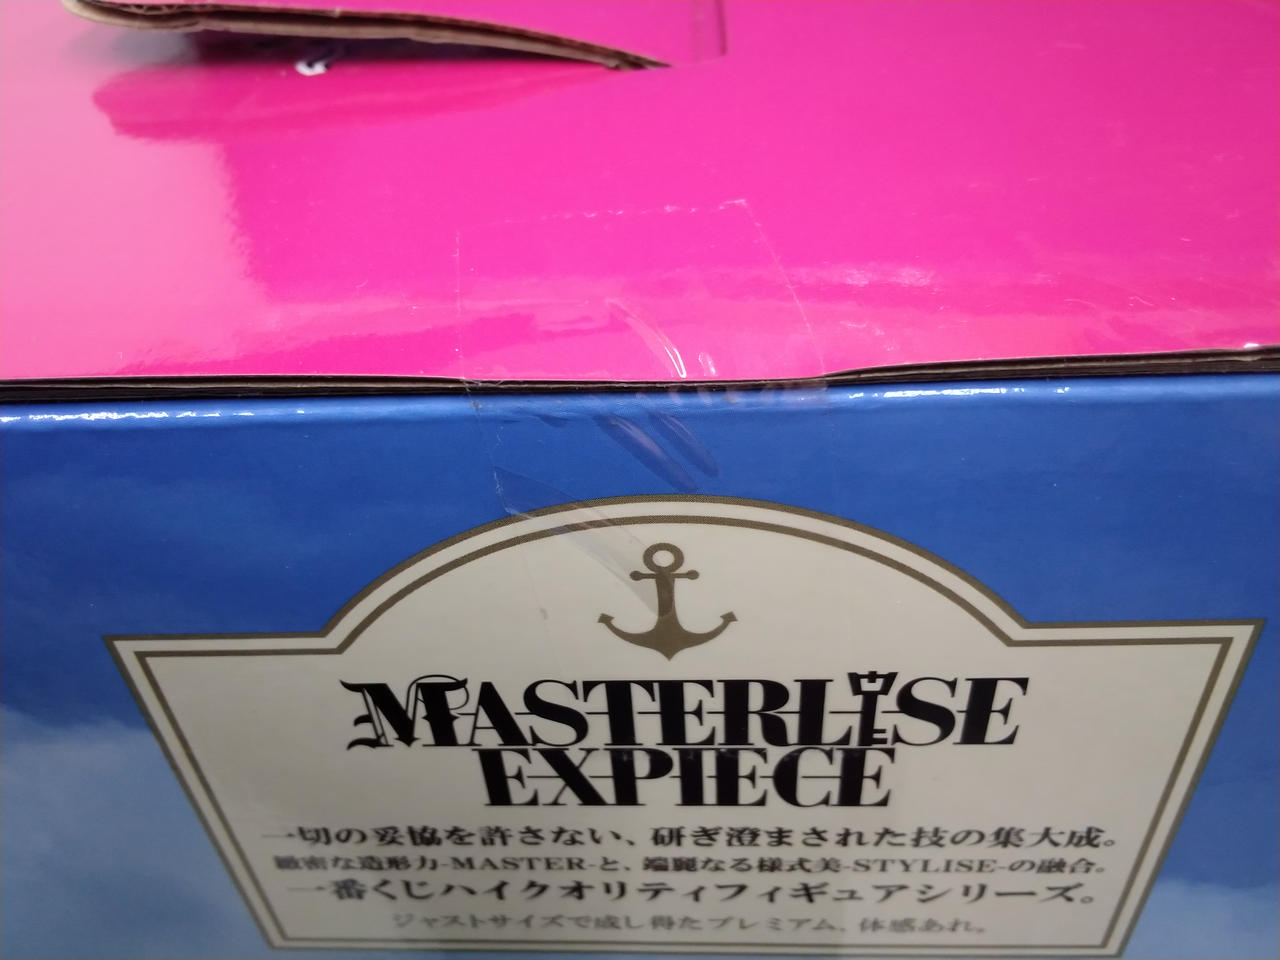 MASTERLISE
EXPIECE
一切の妥協を許さない、研ぎ澄まされた技の集大成。
緻密な造形力-MASTER-と、端麗なる様式美-STYLISE-の融合。
一番くじハイクオリティフィギュアシリーズ。
ジャストサイズで成し得たプレミアム、体感あれ。